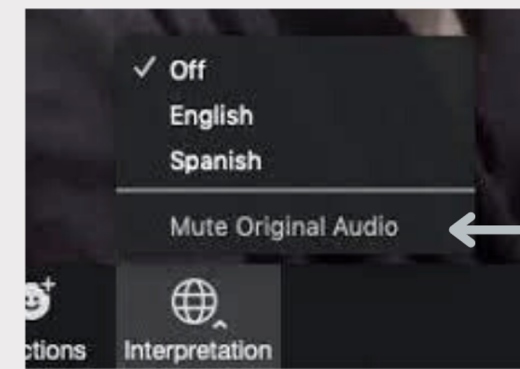 Off
English
Spanish
Mute Original Audio
ctions Interpretation